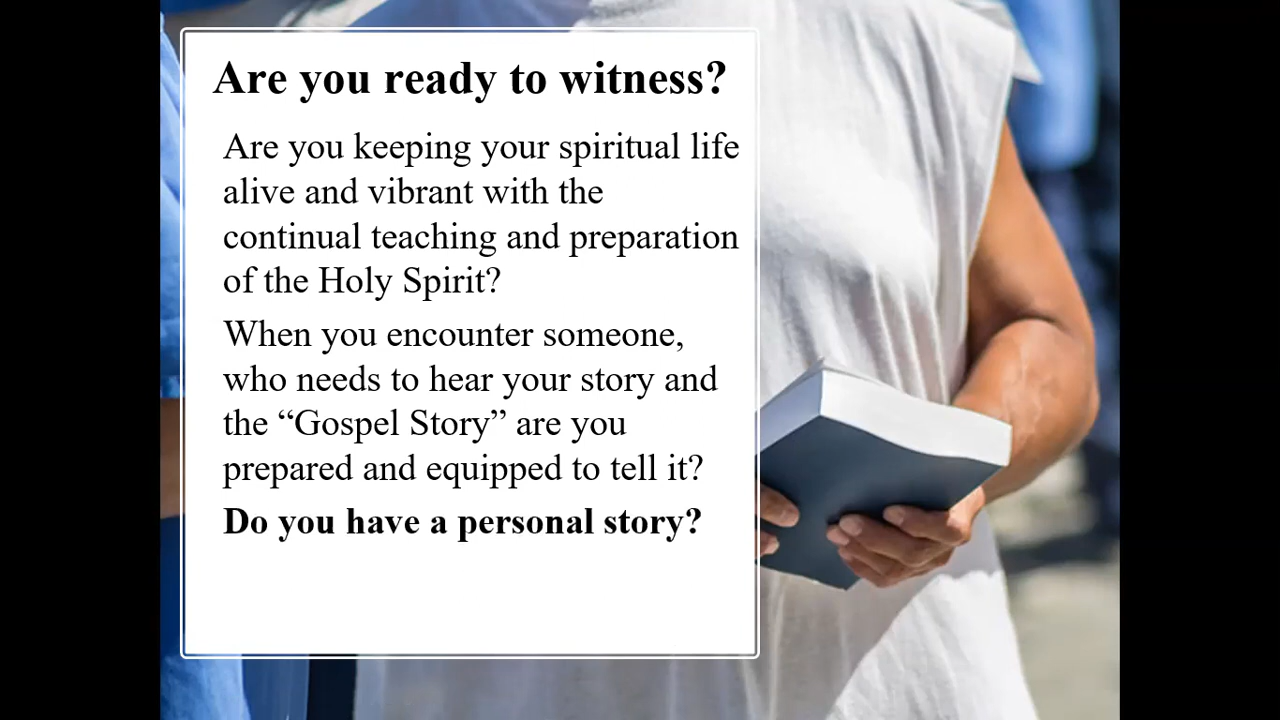 Are you ready to witness?
Are you keeping your spiritual life
alive and vibrant with the
continual teaching and preparation
of the Holy Spirit?
When you encounter someone,
who needs to hear your story and
the “Gospel Story” are you
prepared and equipped to tell it?
Do you have a personal story?